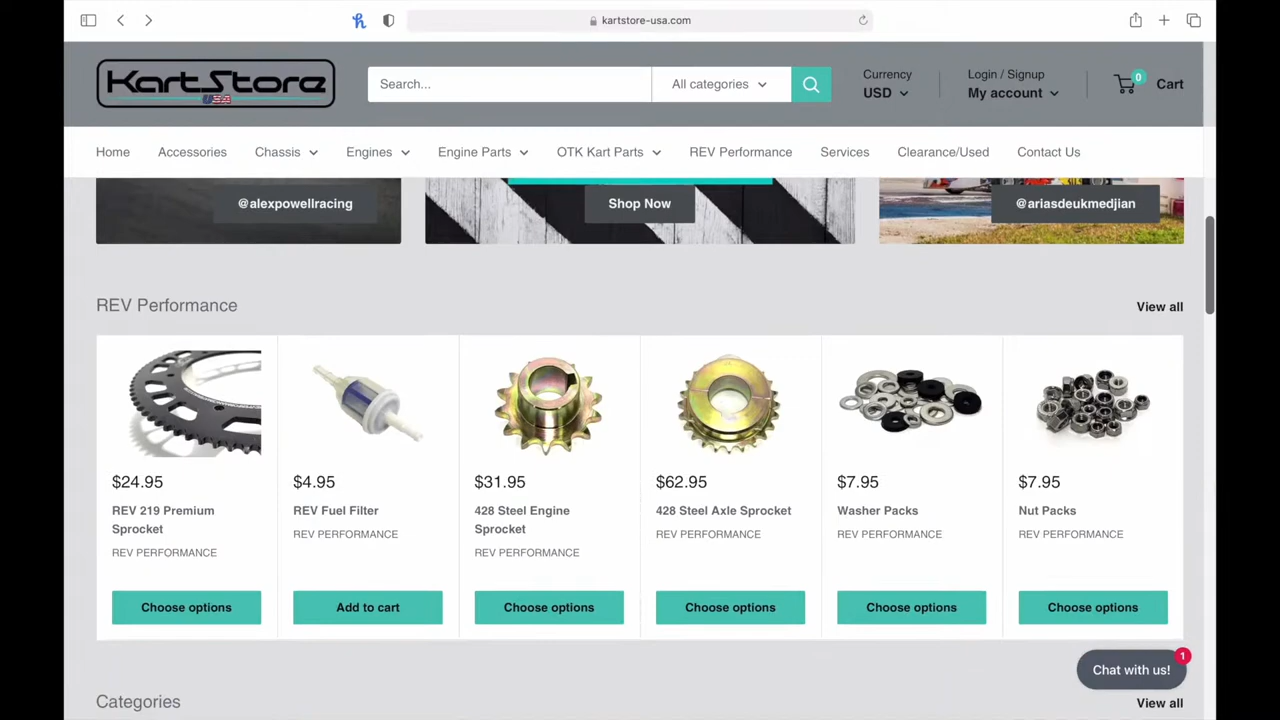 kartstore-usa.com
KartStore
USA
Search...
All categories
Currency
USD
Login / Signup
My account
0
Cart
Home
Accessories
Chassis
Engines
Engine Parts
OTK Kart Parts
REV Performance
Services
Clearance/Used
Contact Us
@alexpowellracing
Shop Now
@ariasdeukmedjian
REV Performance
View all
$24.95
REV 219 Premium
Sprocket
REV PERFORMANCE
Choose options
$4.95
REV Fuel Filter
REV PERFORMANCE
Add to cart
$31.95
428 Steel Engine
Sprocket
REV PERFORMANCE
Choose options
$62.95
428 Steel Axle Sprocket
REV PERFORMANCE
Choose options
$7.95
Washer Packs
REV PERFORMANCE
Choose options
$7.95
Nut Packs
REV PERFORMANCE
Choose options
1
Chat with us!
Categories
View all